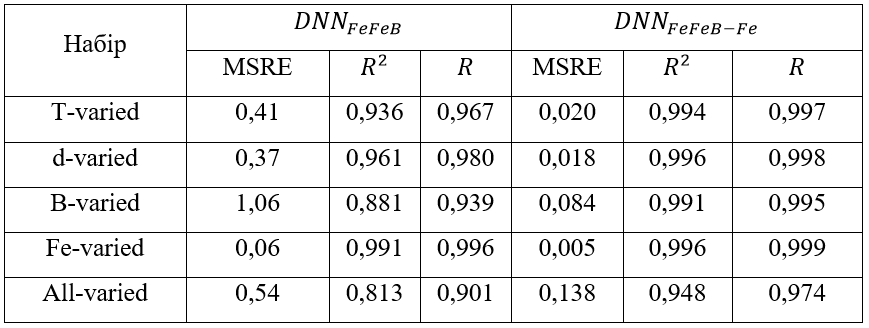 Набір DNN_FeFeB DNN_FeFeB−Fe
MSRE R² R MSRE R² R
T-varied 0,41 0,936 0,967 0,020 0,994 0,997
d-varied 0,37 0,961 0,980 0,018 0,996 0,998
B-varied 1,06 0,881 0,939 0,084 0,991 0,995
Fe-varied 0,06 0,991 0,996 0,005 0,996 0,999
All-varied 0,54 0,813 0,901 0,138 0,948 0,974